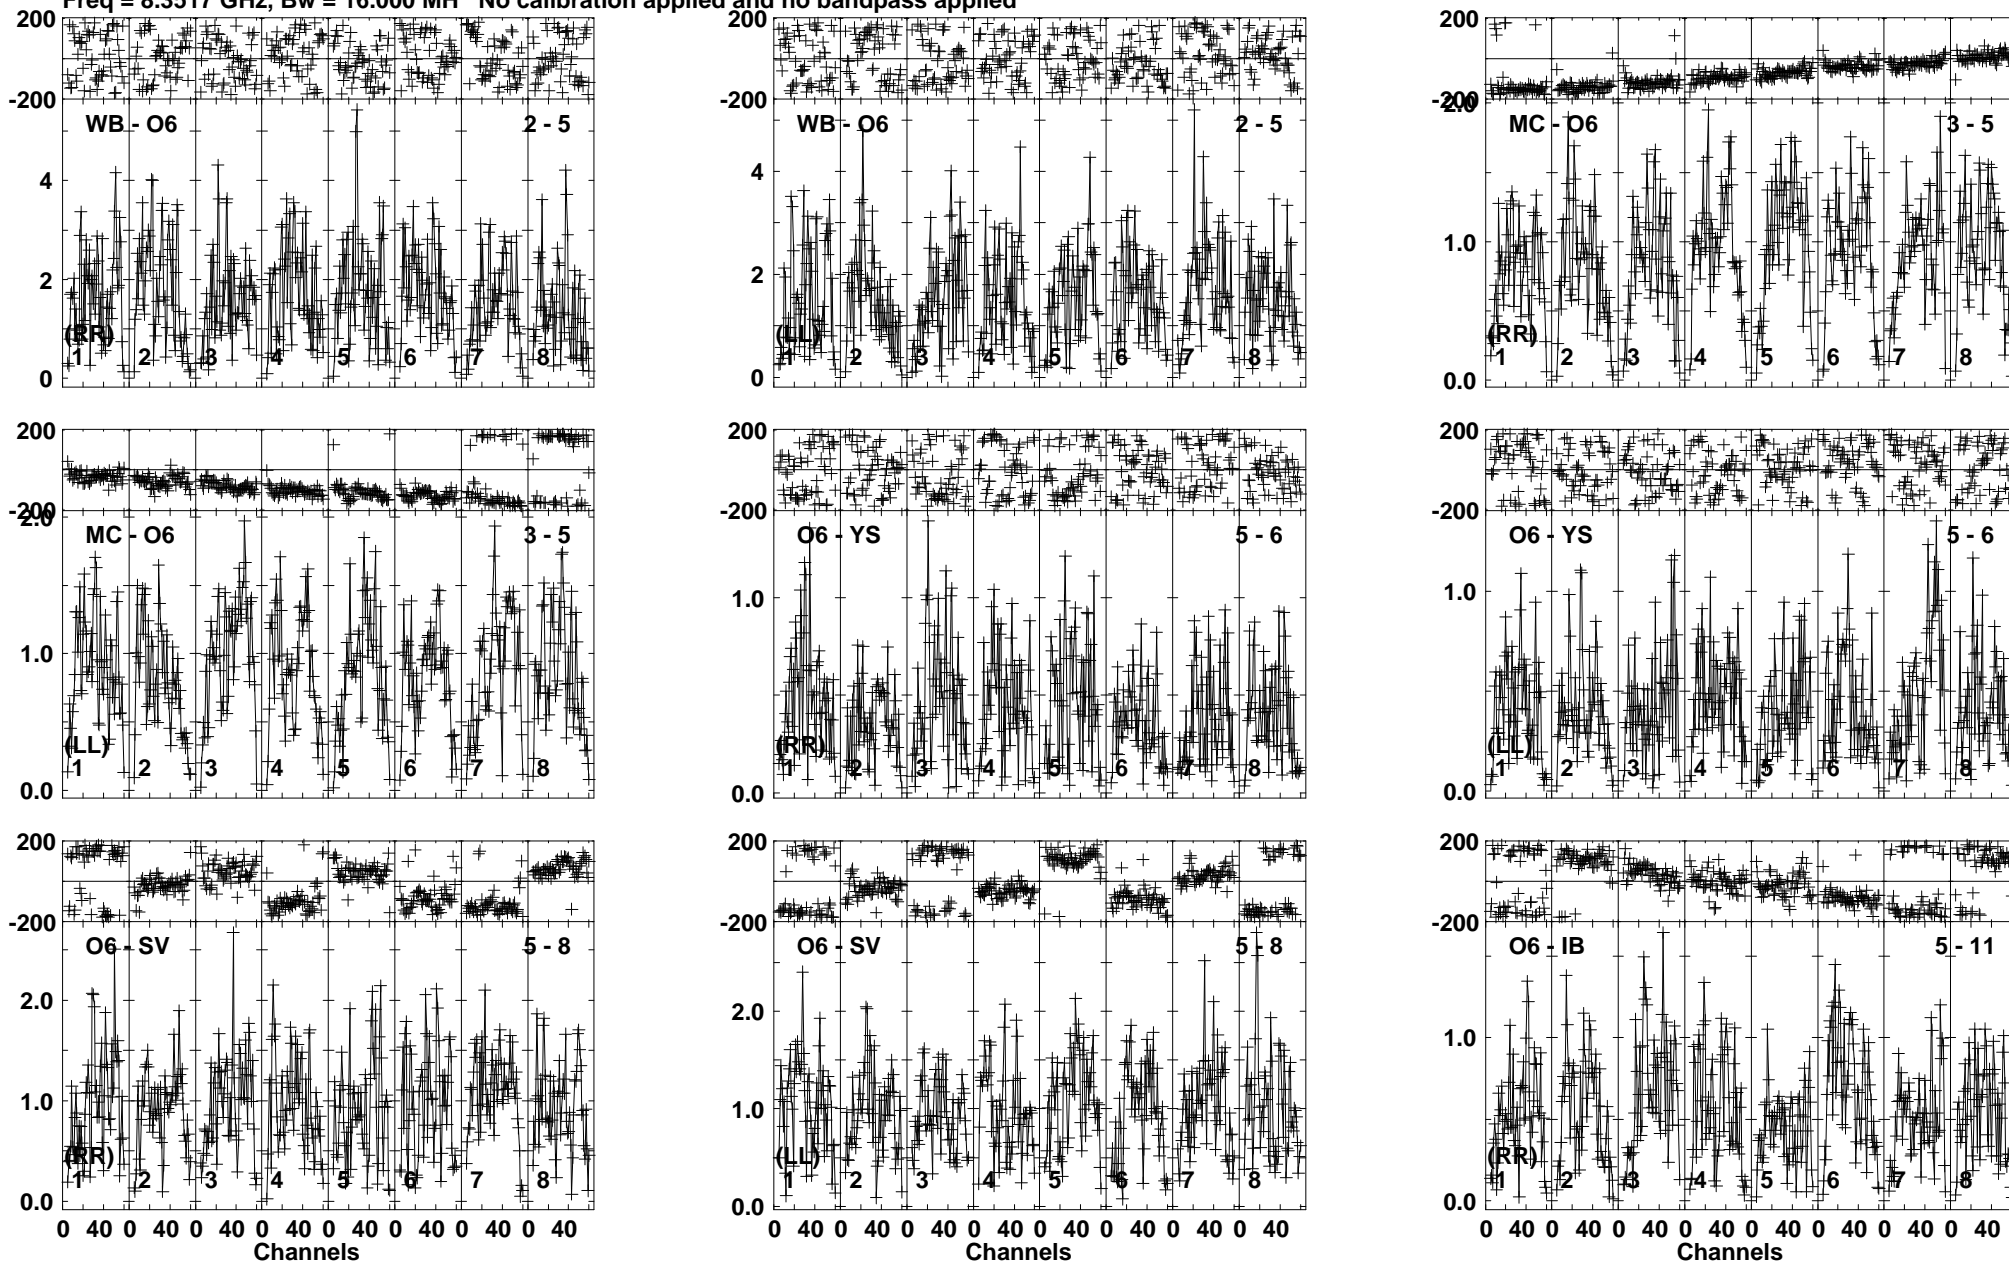 Freq = 8.3517 GHz, Bw = 16.000 MH No calibration applied and no bandpass applied
200
-200
WB - O6 2 - 5
4
2
0
(RR)
1 2 3 4 5 6 7 8
200
-200
WB - O6 2 - 5
4
2
0
(LL)
1 2 3 4 5 6 7 8
200
-200
2.0
MC - O6 3 - 5
1.0
0.0
(RR)
1 2 3 4 5 6 7 8
200
-200
2.0
MC - O6 3 - 5
1.0
0.0
(LL)
1 2 3 4 5 6 7 8
200
-200
O6 - YS 5 - 6
1.0
0.0
(RR)
1 2 3 4 5 6 7 8
200
-200
O6 - YS 5 - 6
1.0
0.0
(LL)
1 2 3 4 5 6 7 8
200
-200
O6 - SV 5 - 8
2.0
1.0
0.0
(RR)
1 2 3 4 5 6 7 8
0 40 0 40 0 40 0 40 0 40 0 40 0 40 0 40
Channels
200
-200
O6 - SV 5 - 8
2.0
1.0
0.0
(LL)
1 2 3 4 5 6 7 8
0 40 0 40 0 40 0 40 0 40 0 40 0 40 0 40
200
-200
O6 - IB 5 - 11
1.0
0.0
(RR)
1 2 3 4 5 6 7 8
0 40 0 40 0 40 0 40 0 40 0 40 0 40 0 40
Channels